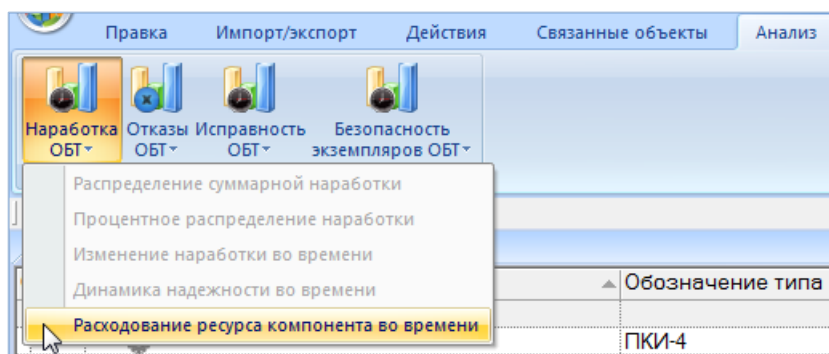 Правка Импорт/экспорт Действия Связанные объекты Анализ
Наработка ОБТ
Отказы ОБТ
Исправность ОБТ
Безопасность экземпляров ОБТ
Распределение суммарной наработки
Процентное распределение наработки
Изменение наработки во времени
Динамика надежности во времени
Расходование ресурса компонента во времени
Обозначение типа
ПКИ-4